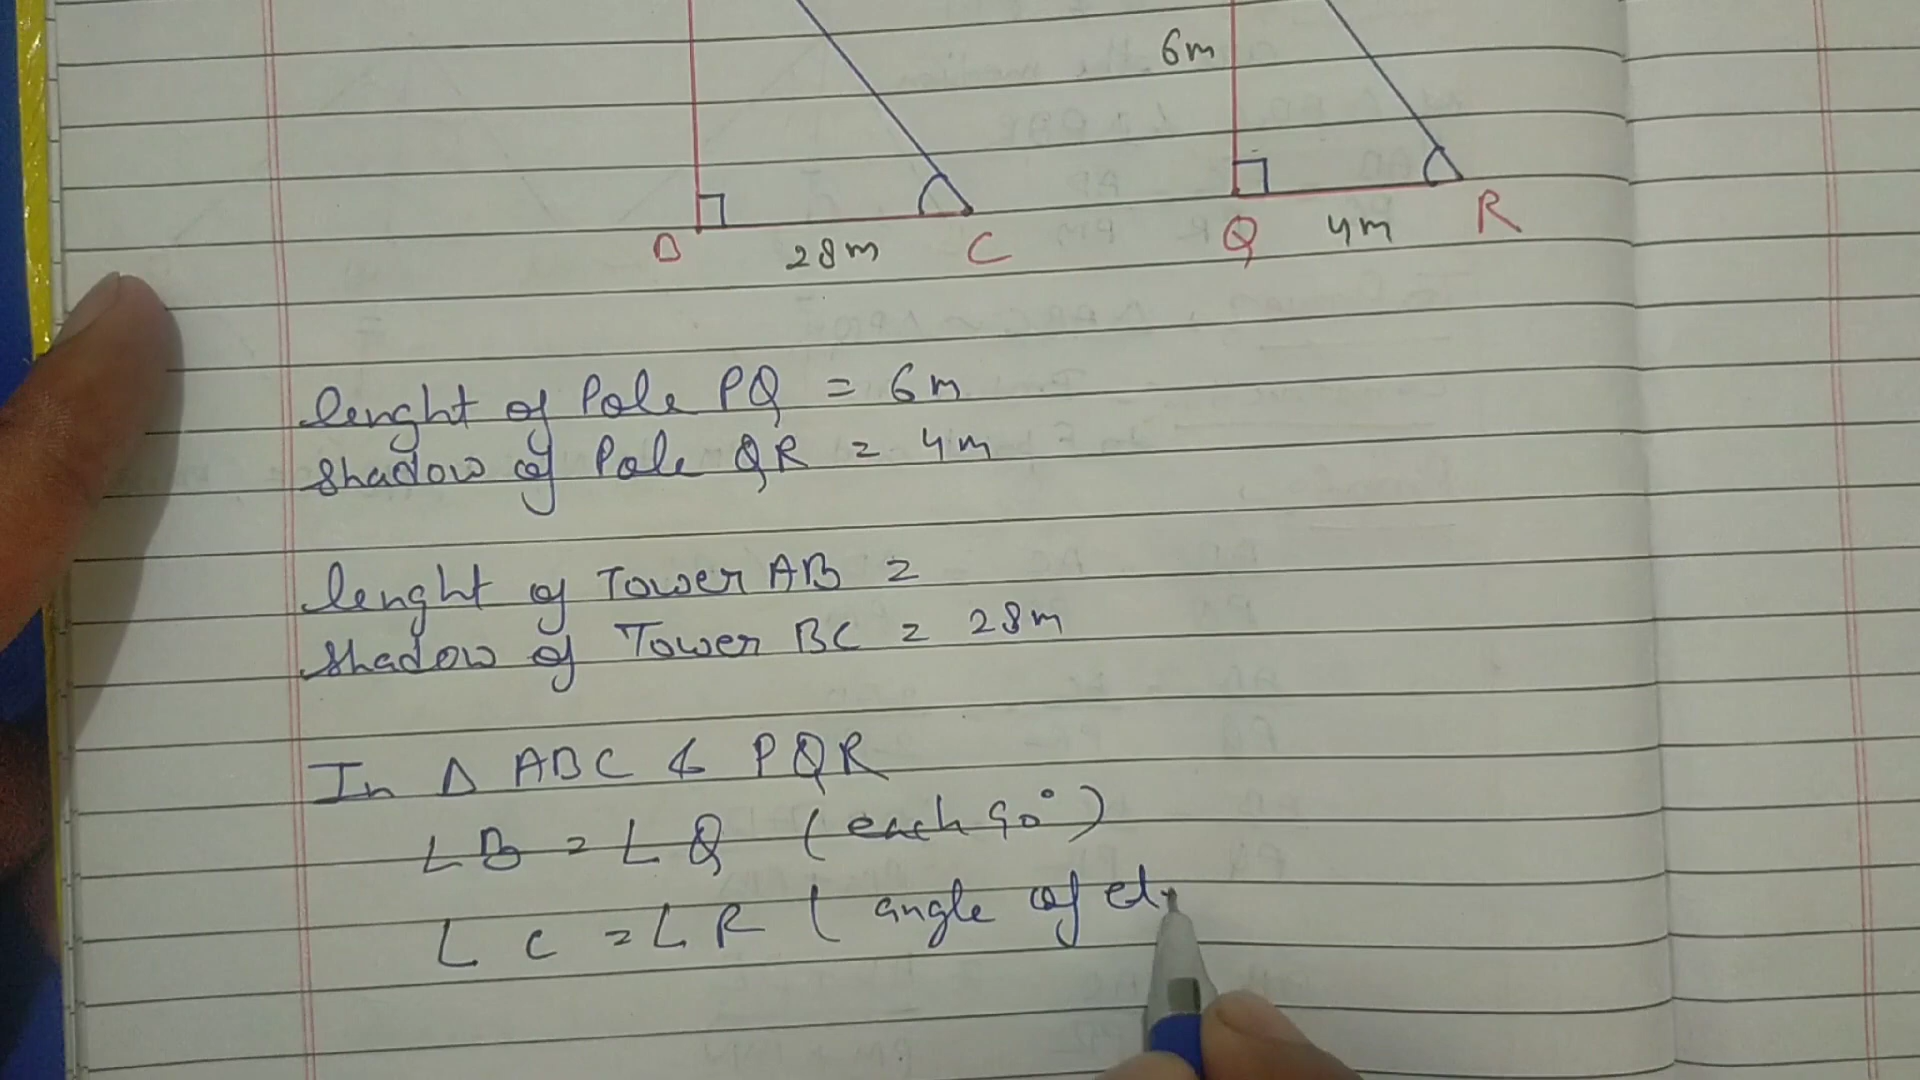 6m
B 28m C Q 4m R
lenght of Pole PQ = 6m
Shadow of Pole QR = 4m
lenght of Tower AB =
Shadow of Tower BC = 28m
In Δ ABC & PQR
∠B = ∠Q (each 90°)
∠C = ∠R ( angle of